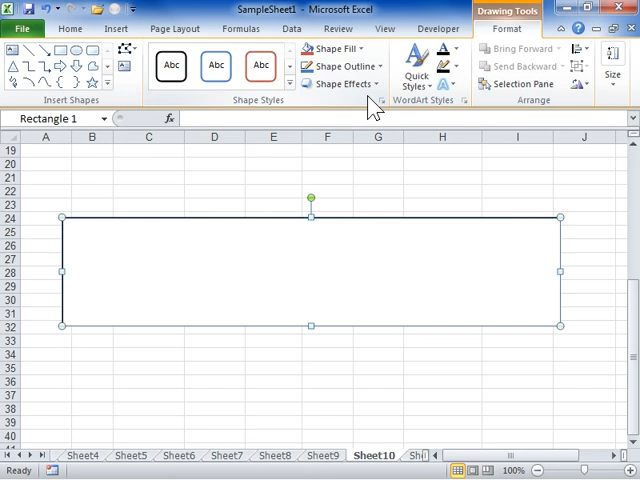 SampleSheet1 - Microsoft Excel
Drawing Tools
File Home Insert Page Layout Formulas Data Review View Developer Format
Abc Abc Abc
Shape Fill
Shape Outline
Shape Effects
Quick
Styles
A
Bring Forward
Send Backward
Selection Pane
Size
Insert Shapes Shape Styles WordArt Styles Arrange
Rectangle 1 fx
A B C D E F G H I J
19
20
21
22
23
24
25
26
27
28
29
30
31
32
33
34
35
36
37
38
39
40
Sheet4 Sheet5 Sheet6 Sheet7 Sheet8 Sheet9 Sheet10
Ready 100%